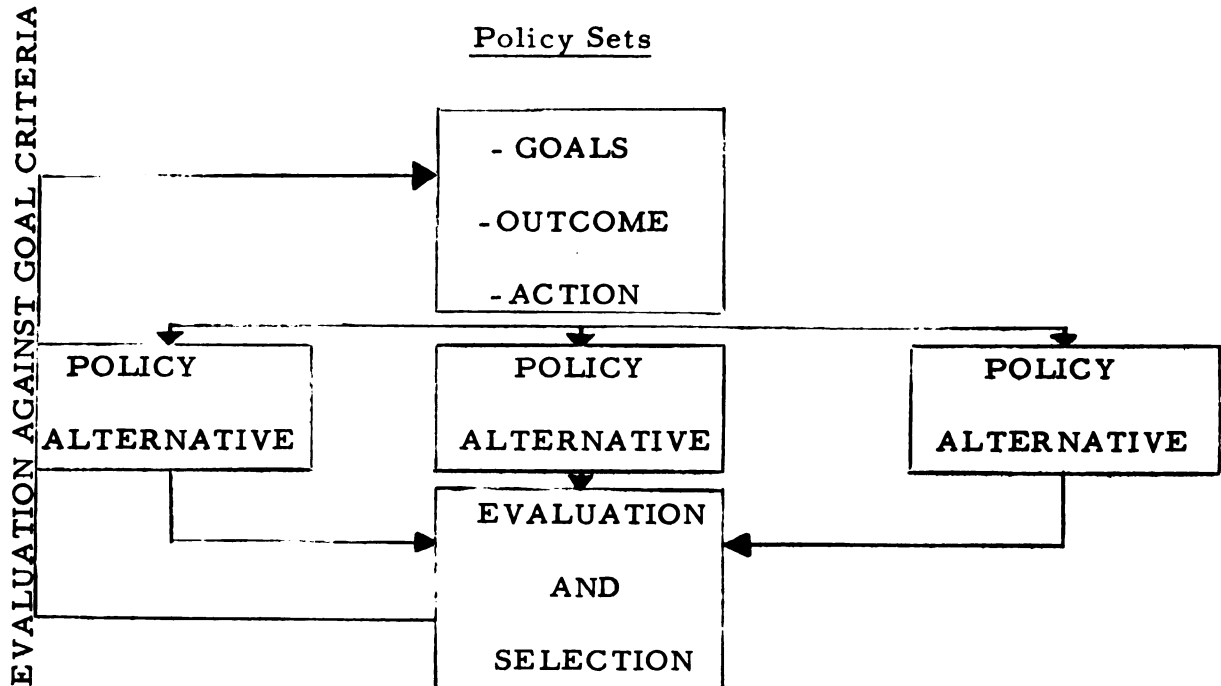 Policy Sets
EVALUATION AGAINST GOAL CRITERIA
- GOALS
-OUTCOME
-ACTION
POLICY
ALTERNATIVE
POLICY
ALTERNATIVE
POLICY
ALTERNATIVE
EVALUATION
AND
SELECTION